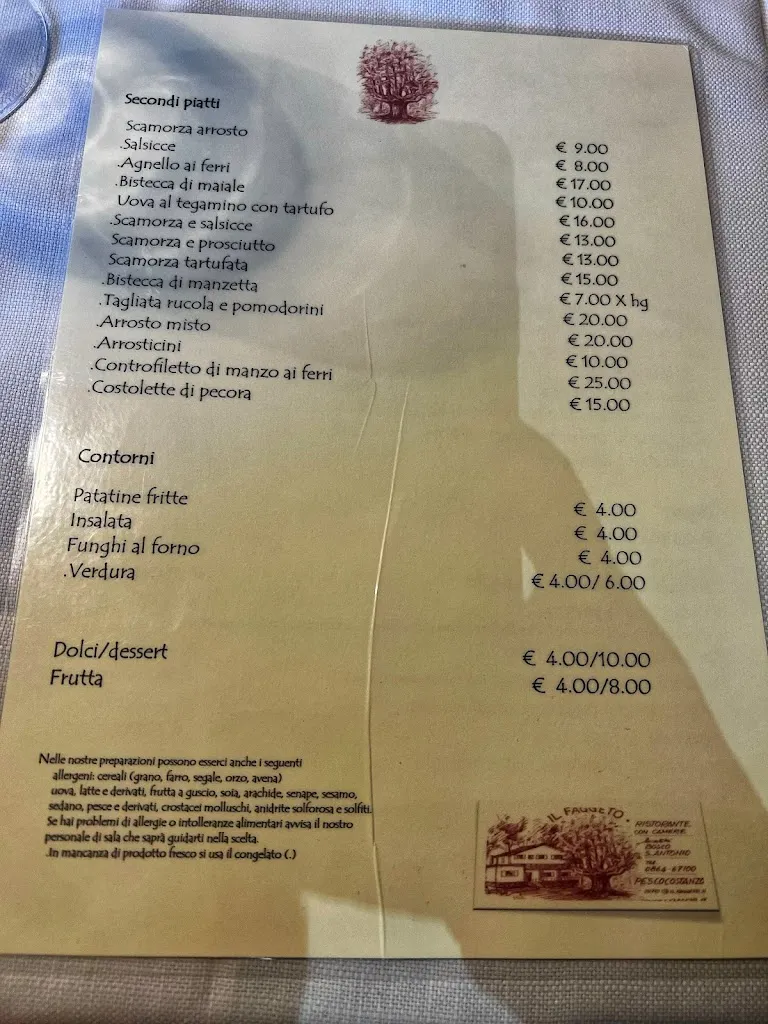 Secondi piatti
Scamorza arrosto € 9.00
.Salsicce € 8.00
.Agnello ai ferri € 17.00
.Bistecca di maiale € 10.00
Uova al tegamino con tartufo € 16.00
.Scamorza e salsicce € 13.00
Scamorza e prosciutto € 13.00
Scamorza tartufata € 15.00
.Bistecca di manzetta € 7.00 X hg
.Tagliata rucola e pomodorini € 20.00
.Arrosto misto € 20.00
.Arrosticini € 10.00
.Controfiletto di manzo ai ferri € 25.00
.Costolette di pecora € 15.00
Contorni
Patatine fritte € 4.00
Insalata € 4.00
Funghi al forno € 4.00
.Verdura € 4.00/ 6.00
Dolci/dessert € 4.00/10.00
Frutta € 4.00/8.00
Nelle nostre preparazioni possono esserci anche i seguenti
allergeni: cereali (grano, farro, segale, orzo, avena)
uova, latte e derivati, frutta a guscio, soia, arachide, senape, sesamo,
sedano, pesce e derivati, crostacei molluschi, anidrite solforosa e solfiti.
Se hai problemi di allergie o intolleranze alimentari avvisa il nostro
personale di sala che saprà guidarti nella scelta.
.In mancanza di prodotto fresco si usa il congelato (.)
IL FAGGETO
RISTORANTE
CON CAMERE
BOSCO
S. ANTONIO
0864 67100
PESCOCOSTANZO